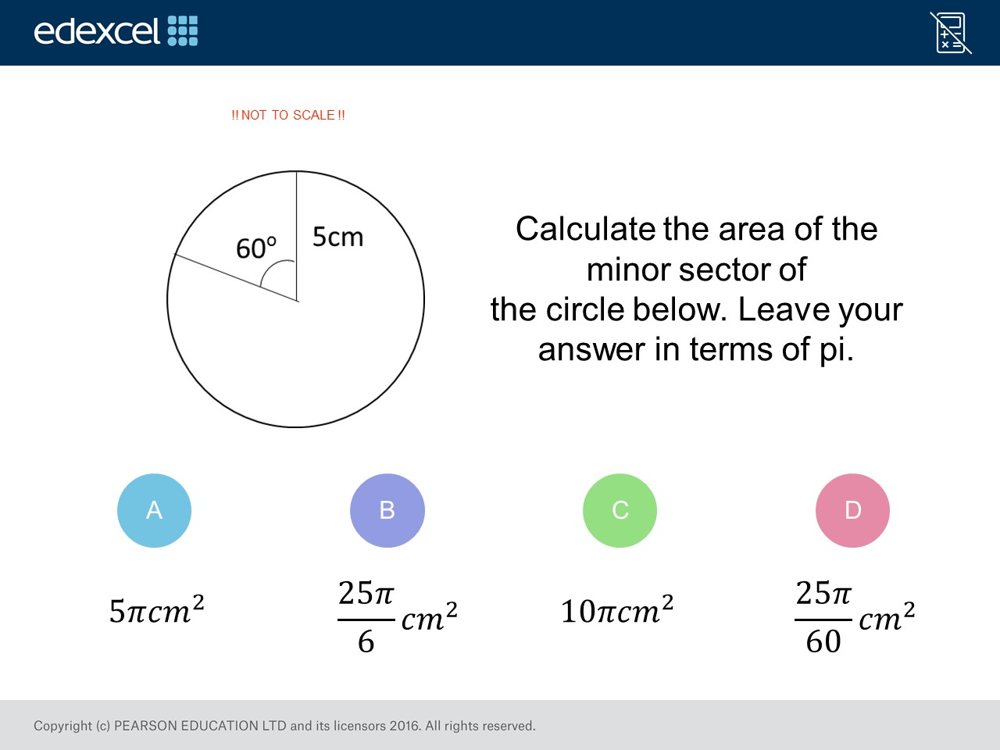 edexcel
!! NOT TO SCALE !!
60º
5cm
Calculate the area of the
minor sector of
the circle below. Leave your
answer in terms of pi.
A
B
C
D
5𝜋𝑐𝑚²
25𝜋/6 𝑐𝑚²
10𝜋𝑐𝑚²
25𝜋/60 𝑐𝑚²
Copyright (c) PEARSON EDUCATION LTD and its licensors 2016. All rights reserved.